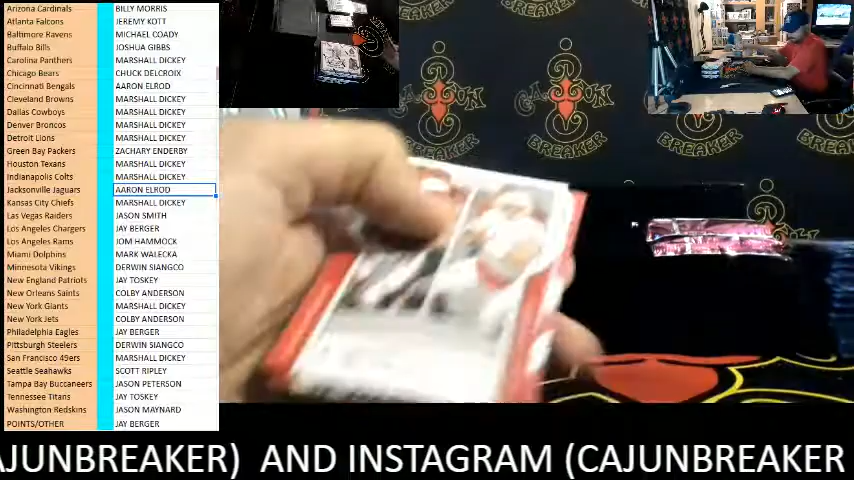 Arizona Cardinals BILLY MORRIS
Atlanta Falcons JEREMY KOTT
Baltimore Ravens MICHAEL COADY
Buffalo Bills JOSHUA GIBBS
Carolina Panthers MARSHALL DICKEY
Chicago Bears CHUCK DELCROIX
Cincinnati Bengals AARON ELROD
Cleveland Browns MARSHALL DICKEY
Dallas Cowboys MARSHALL DICKEY
Denver Broncos MARSHALL DICKEY
Detroit Lions MARSHALL DICKEY
Green Bay Packers ZACHARY ENDERBY
Houston Texans MARSHALL DICKEY
Indianapolis Colts MARSHALL DICKEY
Jacksonville Jaguars AARON ELROD
Kansas City Chiefs MARSHALL DICKEY
Las Vegas Raiders JASON SMITH
Los Angeles Chargers JAY BERGER
Los Angeles Rams JOM HAMMOCK
Miami Dolphins MARK WALECKA
Minnesota Vikings DERWIN SIANGCO
New England Patriots JAY TOSKEY
New Orleans Saints COLBY ANDERSON
New York Giants MARSHALL DICKEY
New York Jets COLBY ANDERSON
Philadelphia Eagles JAY BERGER
Pittsburgh Steelers DERWIN SIANGCO
San Francisco 49ers MARSHALL DICKEY
Seattle Seahawks SCOTT RIPLEY
Tampa Bay Buccaneers JASON PETERSON
Tennessee Titans JAY TOSKEY
Washington Redskins JASON MAYNARD
POINTS/OTHER JAY BERGER
BREAKER
CAJUN
BREAKER
CAJUN
BREAKER
BREAKER
AJUNBREAKER) AND INSTAGRAM (CAJUNBREAKER